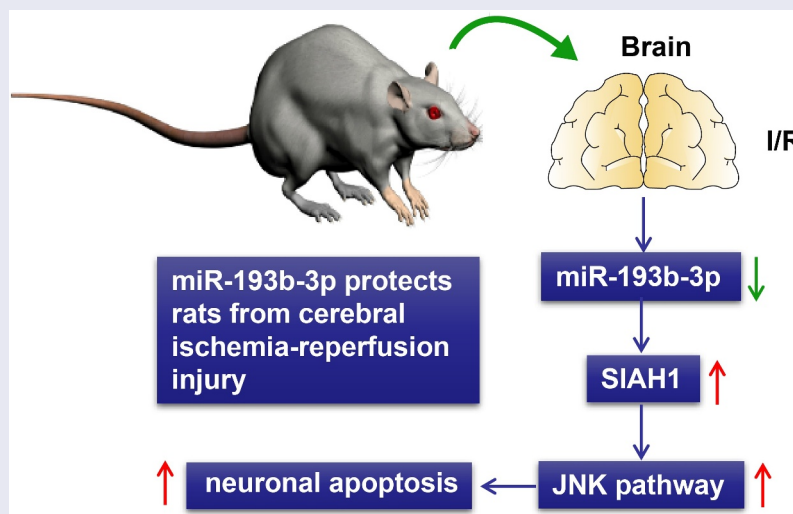 Brain
I/R
miR-193b-3p protects
rats from cerebral
ischemia-reperfusion
injury
miR-193b-3p
SIAH1
JNK pathway
neuronal apoptosis